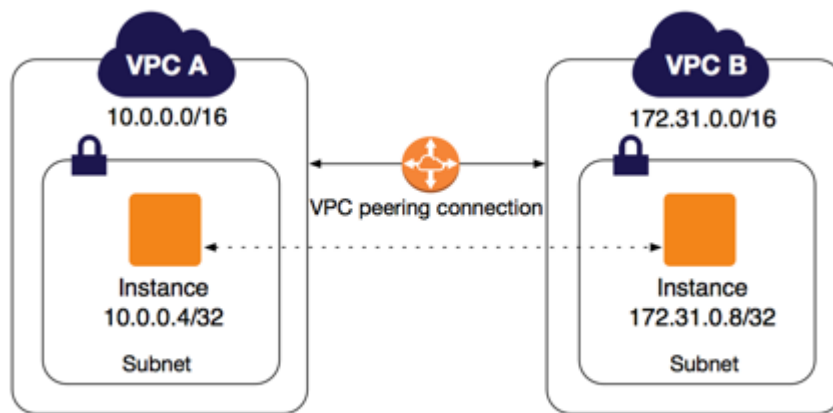 VPC A
10.0.0.0/16
VPC B
172.31.0.0/16
VPC peering connection
Instance
10.0.0.4/32
Subnet
Instance
172.31.0.8/32
Subnet